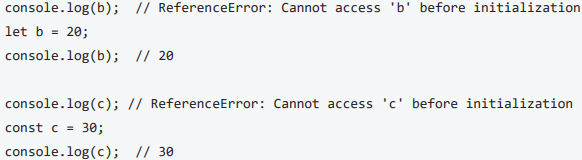 console.log(b);  // ReferenceError: Cannot access 'b' before initialization
let b = 20;
console.log(b);  // 20
console.log(c); // ReferenceError: Cannot access 'c' before initialization
const c = 30;
console.log(c);  // 30